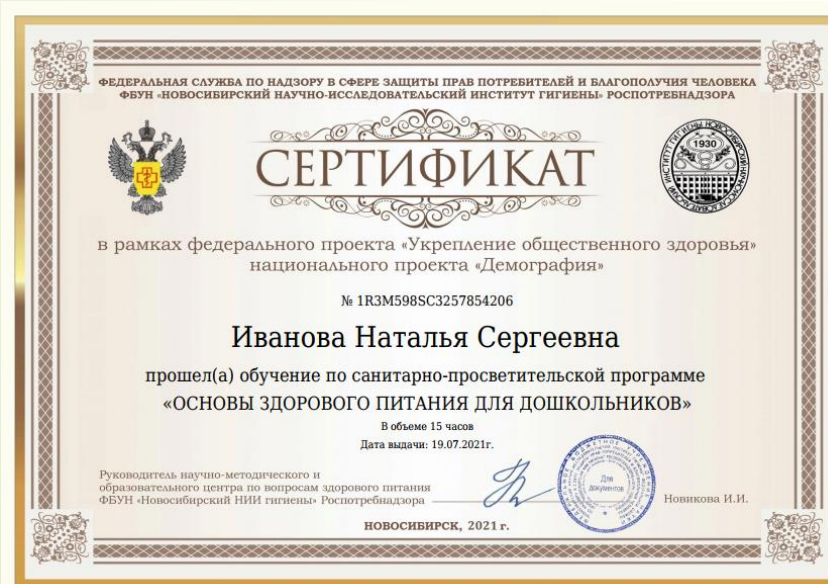 ФЕДЕРАЛЬНАЯ СЛУЖБА ПО НАДЗОРУ В СФЕРЕ ЗАЩИТЫ ПРАВ ПОТРЕБИТЕЛЕЙ И БЛАГОПОЛУЧИЯ ЧЕЛОВЕКА
ФБУН «НОВОСИБИРСКИЙ НАУЧНО-ИССЛЕДОВАТЕЛЬСКИЙ ИНСТИТУТ ГИГИЕНЫ» РОСПОТРЕБНАДЗОРА
1930
СЕРТИФИКАТ
в рамках федерального проекта «Укрепление общественного здоровья»
национального проекта «Демография»
№ 1R3M598SC3257854206
Иванова Наталья Сергеевна
прошел(а) обучение по санитарно-просветительской программе
«ОСНОВЫ ЗДОРОВОГО ПИТАНИЯ ДЛЯ ДОШКОЛЬНИКОВ»
В объеме 15 часов
Дата выдачи: 19.07.2021г.
Руководитель научно-методического и
образовательного центра по вопросам здорового питания
ФБУН «Новосибирский НИИ гигиены» Роспотребнадзора
Для
документов
Новикова И.И.
НОВОСИБИРСК, 2021 г.